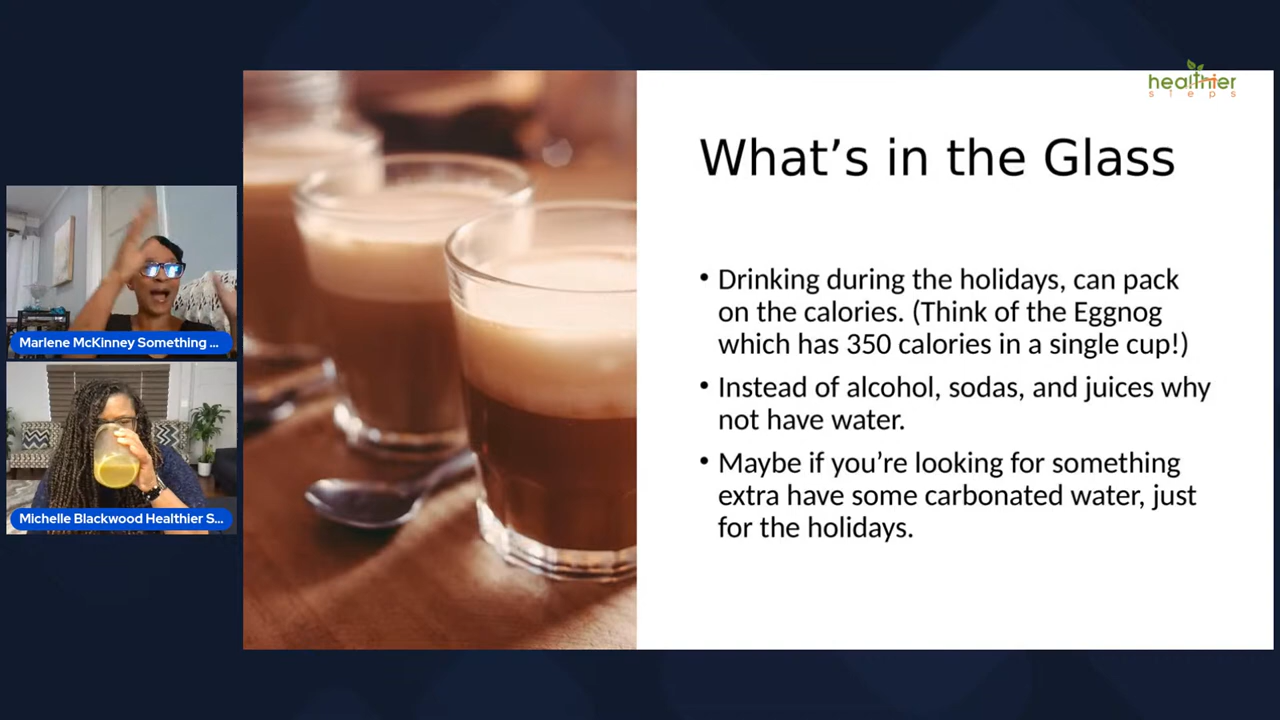 healthier
steps
What’s in the Glass
• Drinking during the holidays, can pack
on the calories. (Think of the Eggnog
which has 350 calories in a single cup!)
• Instead of alcohol, sodas, and juices why
not have water.
• Maybe if you’re looking for something
extra have some carbonated water, just
for the holidays.
Marlene McKinney Something ...
Michelle Blackwood Healthier S...